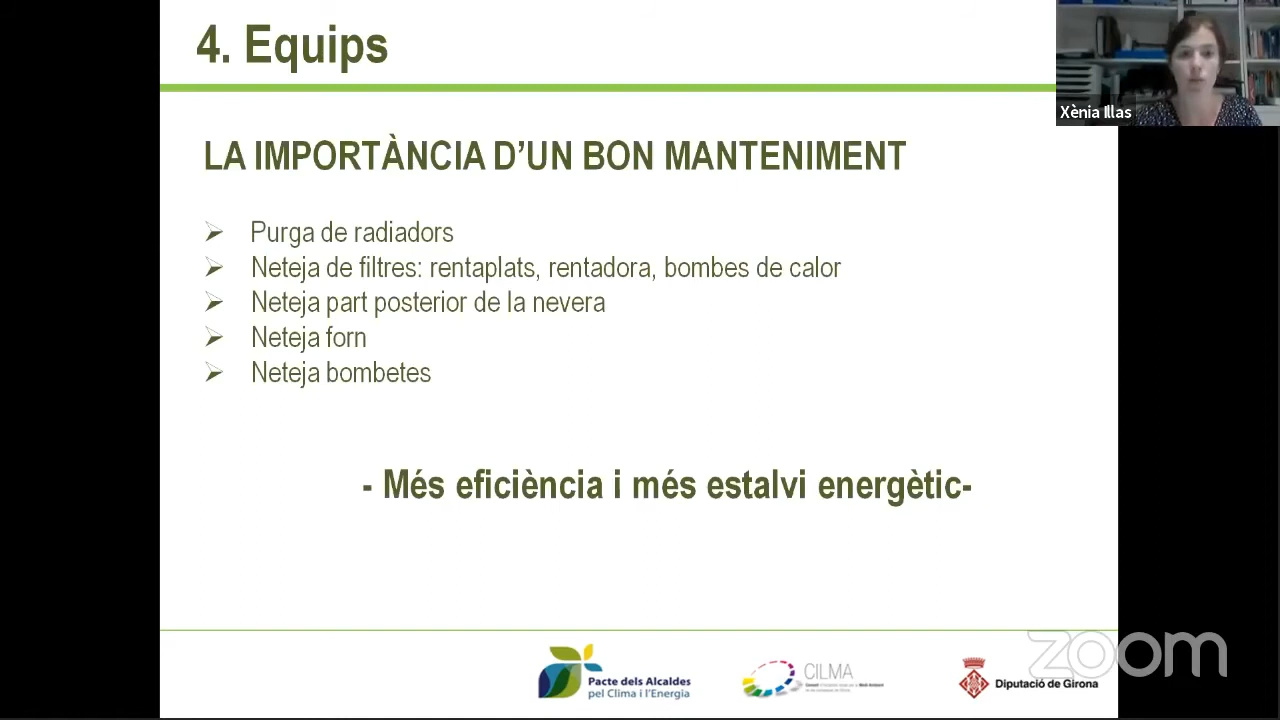 4. Equips
Xènia Illas
LA IMPORTÀNCIA D’UN BON MANTENIMENT
Purga de radiadors
Neteja de filtres: rentaplats, rentadora, bombes de calor
Neteja part posterior de la nevera
Neteja forn
Neteja bombetes
- Més eficiència i més estalvi energètic-
Pacte dels Alcaldes
pel Clima i l’Energia
CILMA
Diputació de Girona
zoom